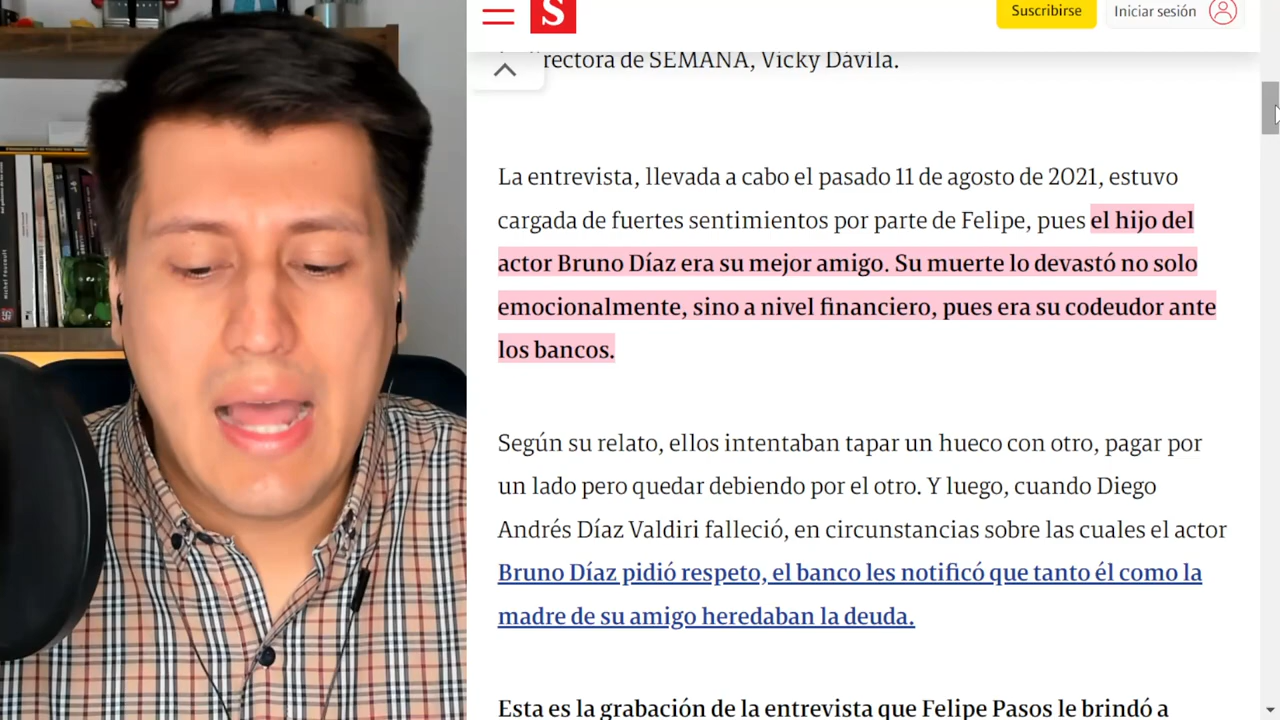 S
Suscribirse
Iniciar sesión
rectora de SEMANA, Vicky Dávila.
La entrevista, llevada a cabo el pasado 11 de agosto de 2021, estuvo
cargada de fuertes sentimientos por parte de Felipe, pues el hijo del
actor Bruno Díaz era su mejor amigo. Su muerte lo devastó no solo
emocionalmente, sino a nivel financiero, pues era su codeudor ante
los bancos.
Según su relato, ellos intentaban tapar un hueco con otro, pagar por
un lado pero quedar debiendo por el otro. Y luego, cuando Diego
Andrés Díaz Valdiri falleció, en circunstancias sobre las cuales el actor
Bruno Díaz pidió respeto, el banco les notificó que tanto él como la
madre de su amigo heredaban la deuda.
Esta es la grabación de la entrevista que Felipe Pasos le brindó a